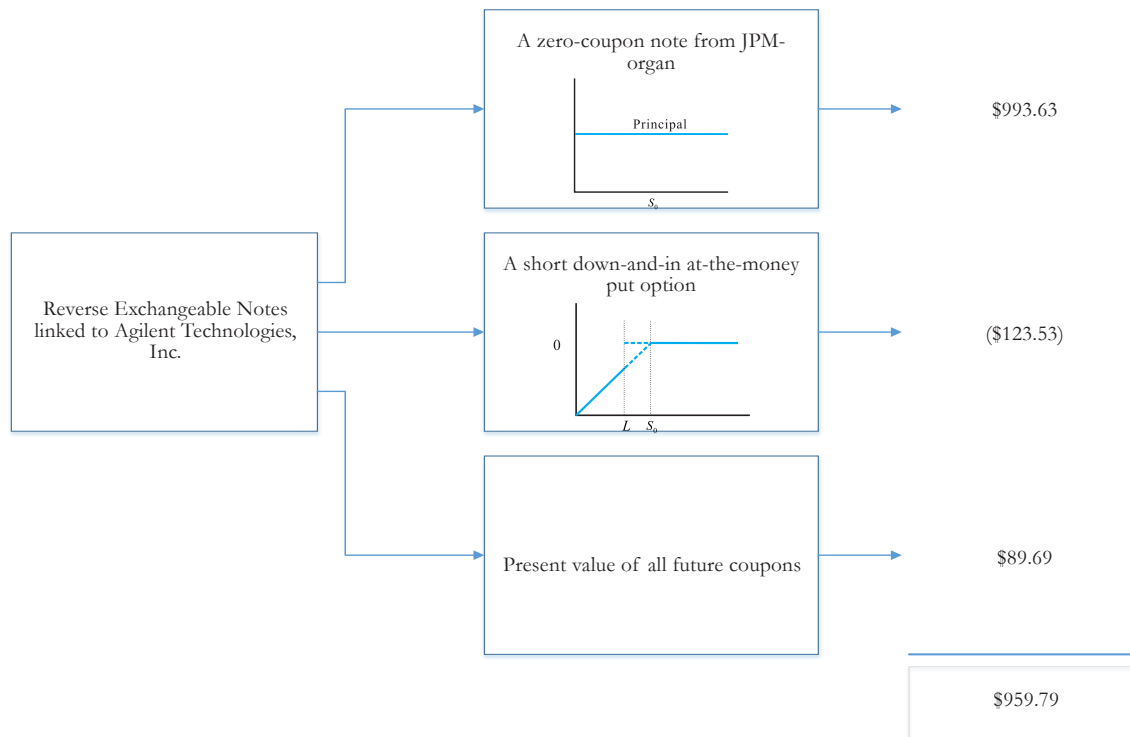 A zero-coupon note from JPM-
organ
Principal
S₀
$993.63
Reverse Exchangeable Notes
linked to Agilent Technologies,
Inc.
A short down-and-in at-the-money
put option
0
L S₀
($123.53)
Present value of all future coupons
$89.69
$959.79